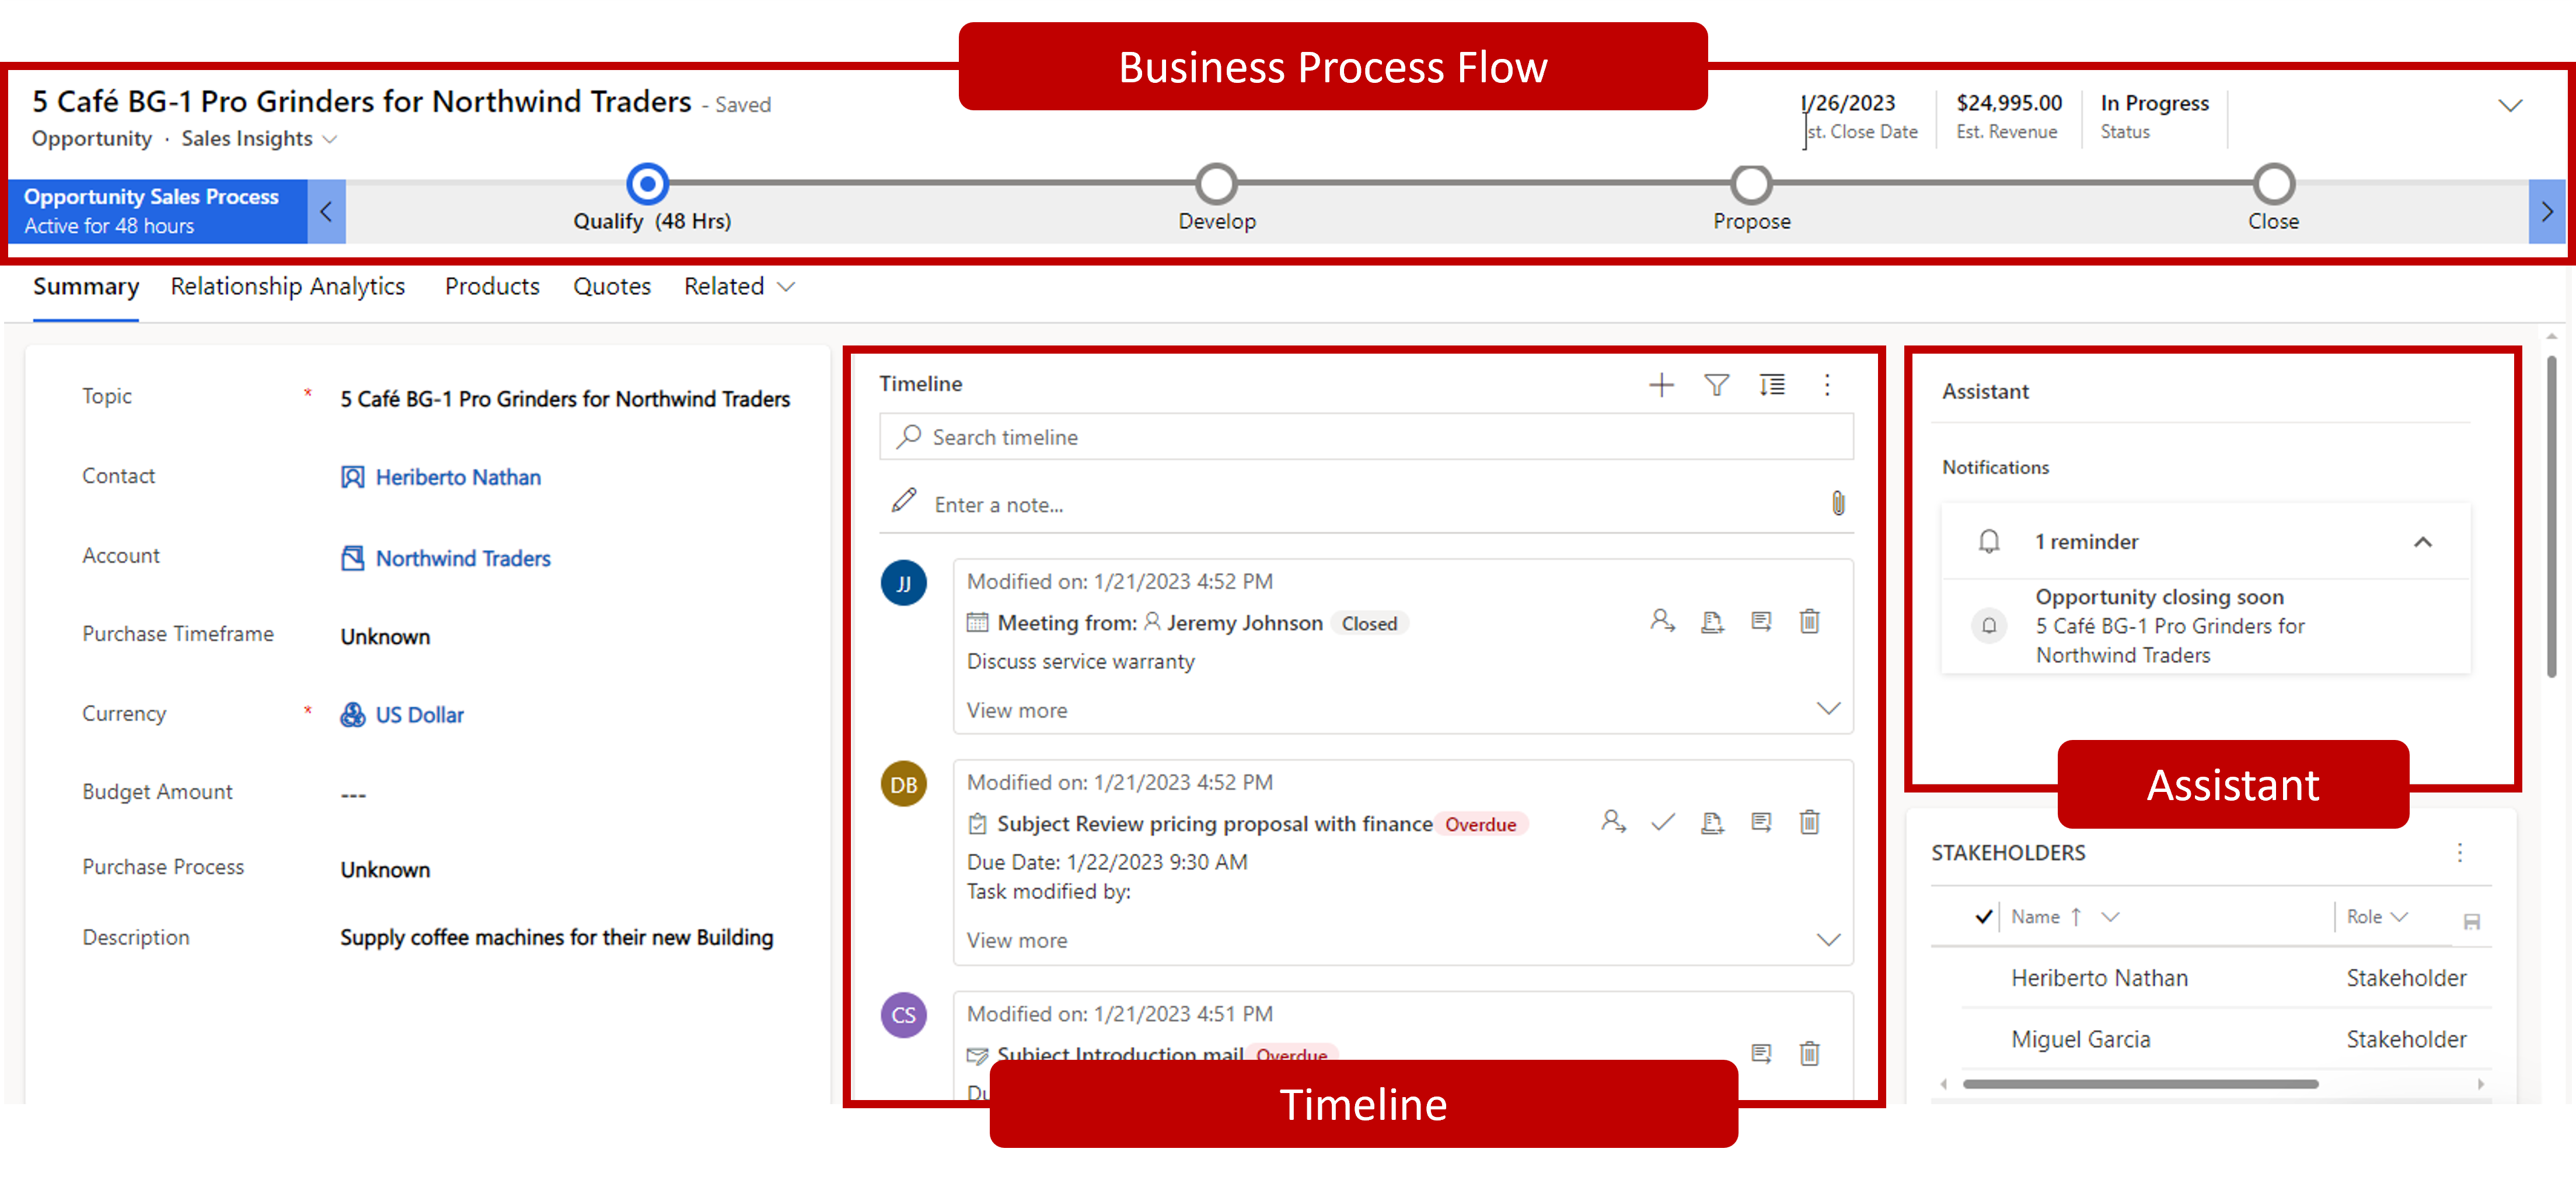 Business Process Flow
5 Café BG-1 Pro Grinders for Northwind Traders - Saved
Opportunity · Sales Insights
1/26/2023
st. Close Date
$24,995.00
Est. Revenue
In Progress
Status
Opportunity Sales Process
Active for 48 hours
Qualify (48 Hrs)
Develop
Propose
Close
Summary Relationship Analytics Products Quotes Related
Topic * 5 Café BG-1 Pro Grinders for Northwind Traders
Contact Heriberto Nathan
Account Northwind Traders
Purchase Timeframe Unknown
Currency * US Dollar
Budget Amount ---
Purchase Process Unknown
Description Supply coffee machines for their new Building
Timeline
Search timeline
Enter a note...
JJ
Modified on: 1/21/2023 4:52 PM
Meeting from: Jeremy Johnson Closed
Discuss service warranty
View more
DB
Modified on: 1/21/2023 4:52 PM
Subject Review pricing proposal with finance Overdue
Due Date: 1/22/2023 9:30 AM
Task modified by:
View more
CS
Modified on: 1/21/2023 4:51 PM
Subject Introduction mail Overdue
Du
Timeline
Assistant
Notifications
1 reminder
Opportunity closing soon
5 Café BG-1 Pro Grinders for
Northwind Traders
Assistant
STAKEHOLDERS
Name ↑ Role
Heriberto Nathan Stakeholder
Miguel Garcia Stakeholder